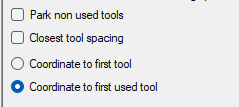 Park non used tools
Closest tool spacing
Coordinate to first tool
Coordinate to first used tool